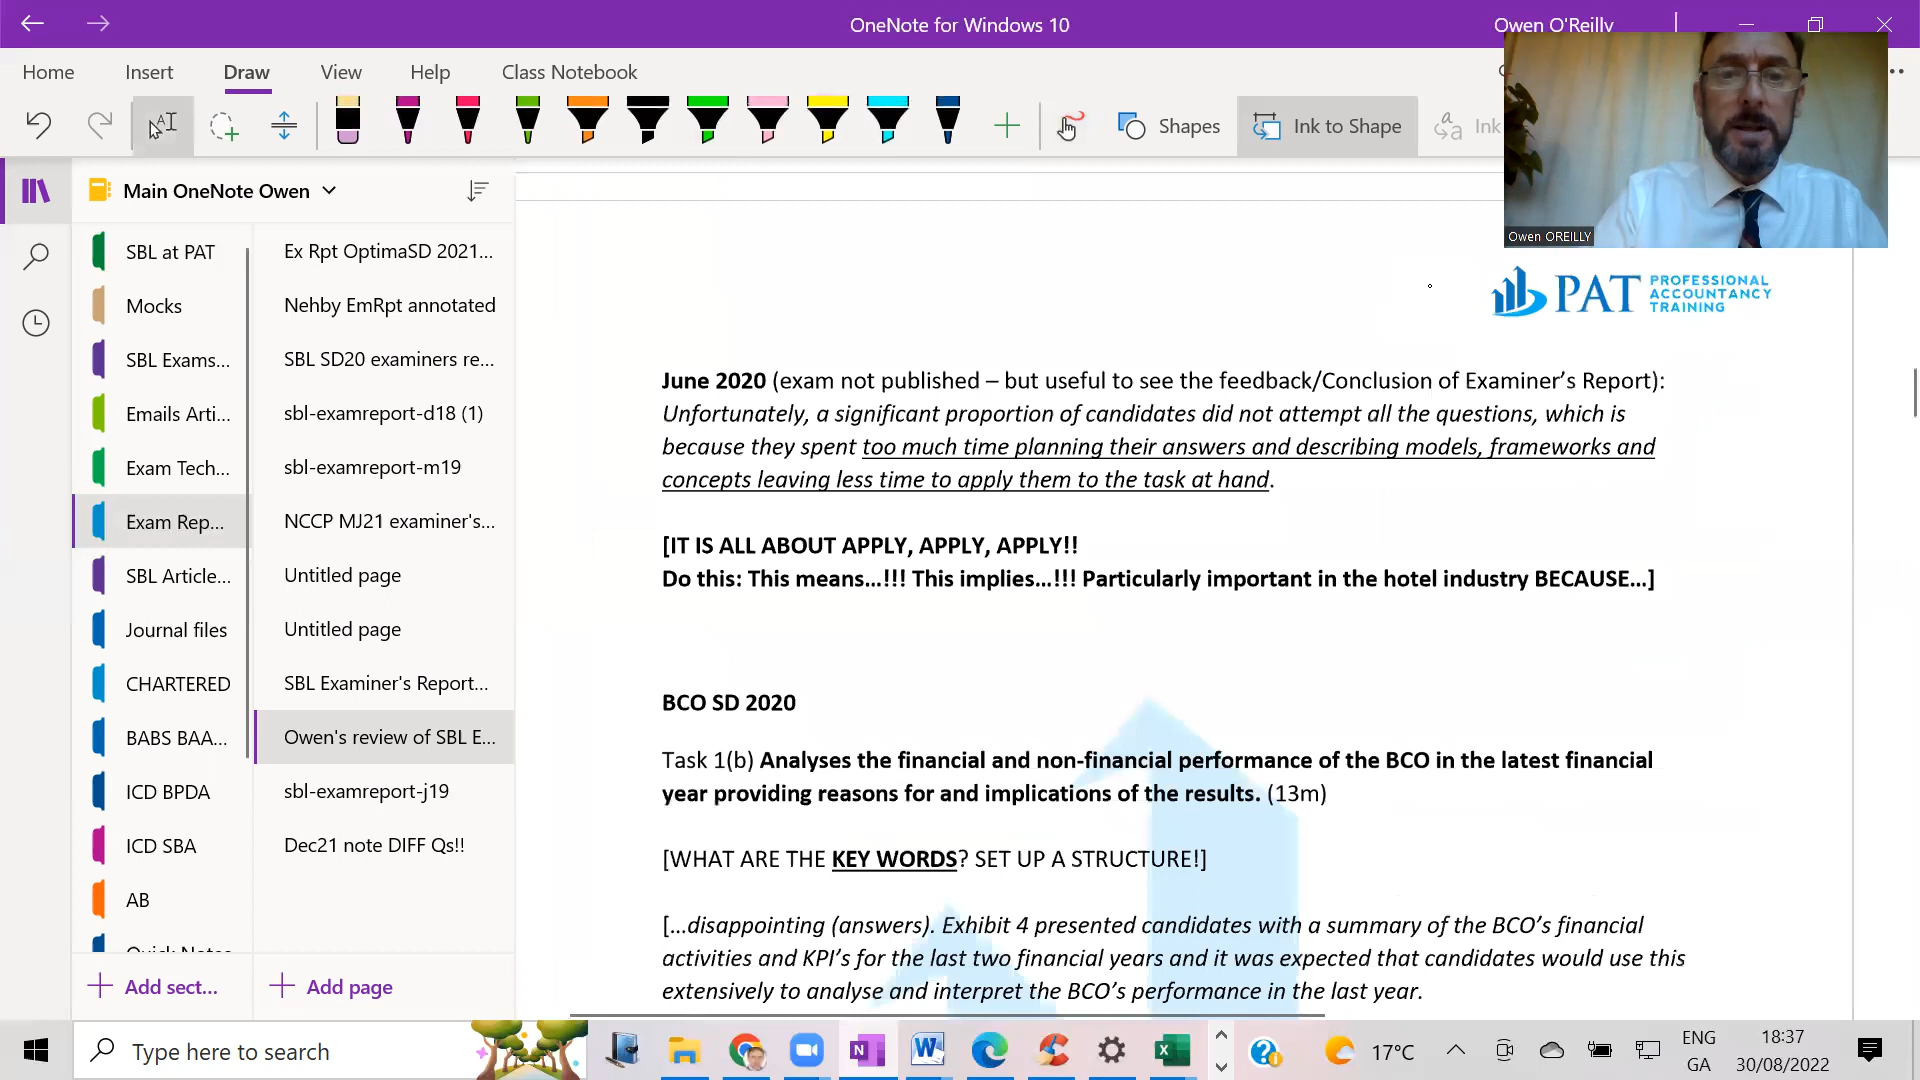 OneNote for Windows 10
Owen O'Reilly
Home
Insert
Draw
View
Help
Class Notebook
Shapes
Ink to Shape
Ink
Owen OREILLY
Main OneNote Owen
SBL at PAT
Mocks
SBL Exams...
Emails Arti...
Exam Tech...
Exam Rep...
SBL Article...
Journal files
CHARTERED
BABS BAA...
ICD BPDA
ICD SBA
AB
Quick Notes
Add sect...
Ex Rpt OptimaSD 2021...
Nehby EmRpt annotated
SBL SD20 examiners re...
sbl-examreport-d18 (1)
sbl-examreport-m19
NCCP MJ21 examiner's...
Untitled page
Untitled page
SBL Examiner's Report...
Owen's review of SBL E...
sbl-examreport-j19
Dec21 note DIFF Qs!!
Add page
PAT PROFESSIONAL
ACCOUNTANCY
TRAINING
June 2020 (exam not published – but useful to see the feedback/Conclusion of Examiner’s Report):
Unfortunately, a significant proportion of candidates did not attempt all the questions, which is
because they spent too much time planning their answers and describing models, frameworks and
concepts leaving less time to apply them to the task at hand.
[IT IS ALL ABOUT APPLY, APPLY, APPLY!!
Do this: This means…!!! This implies…!!! Particularly important in the hotel industry BECAUSE…]
BCO SD 2020
Task 1(b) Analyses the financial and non-financial performance of the BCO in the latest financial
year providing reasons for and implications of the results. (13m)
[WHAT ARE THE KEY WORDS? SET UP A STRUCTURE!]
[…disappointing (answers). Exhibit 4 presented candidates with a summary of the BCO’s financial
activities and KPI’s for the last two financial years and it was expected that candidates would use this
extensively to analyse and interpret the BCO’s performance in the last year.
Type here to search
17°C
ENG
GA
18:37
30/08/2022